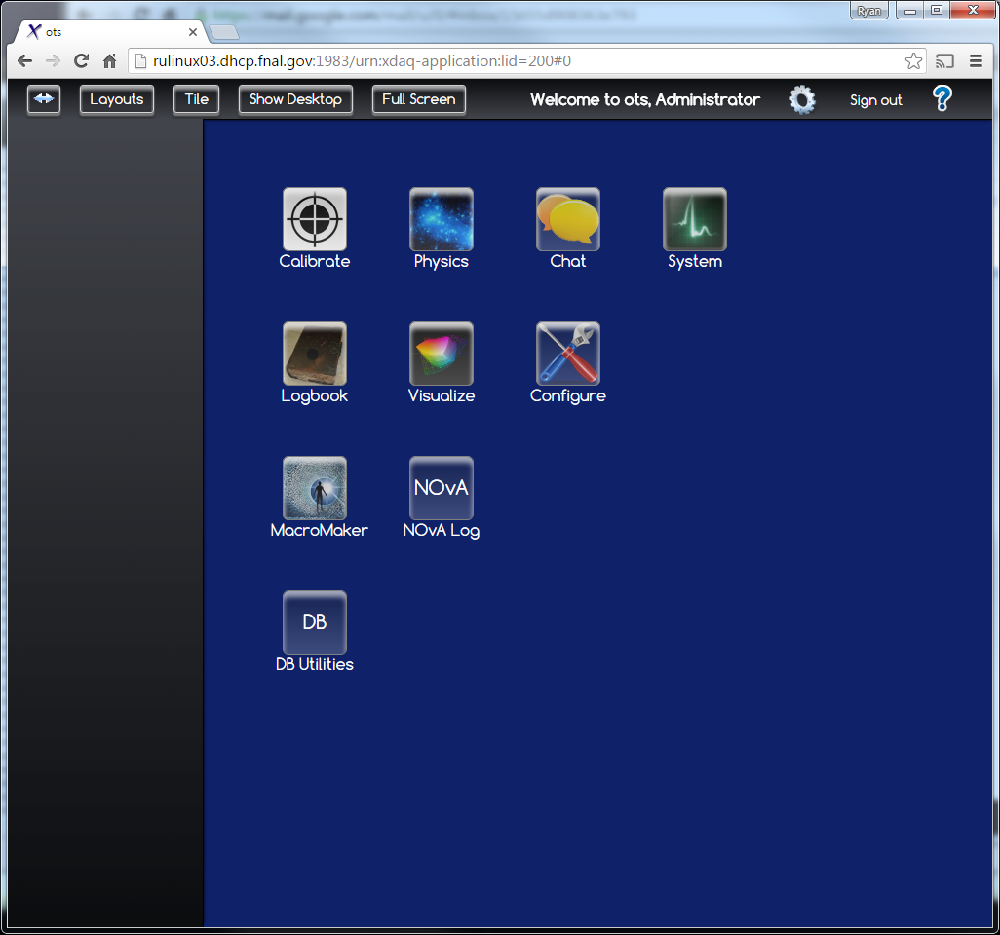 Ryan
ots
rulinux03.dhcp.fnal.gov:1983/urn:xdaq-application:lid=200#0
Layouts Tile Show Desktop Full Screen Welcome to ots, Administrator Sign out ?
Calibrate Physics Chat System
Logbook Visualize Configure
NOvA
MacroMaker NOvA Log
DB
DB Utilities